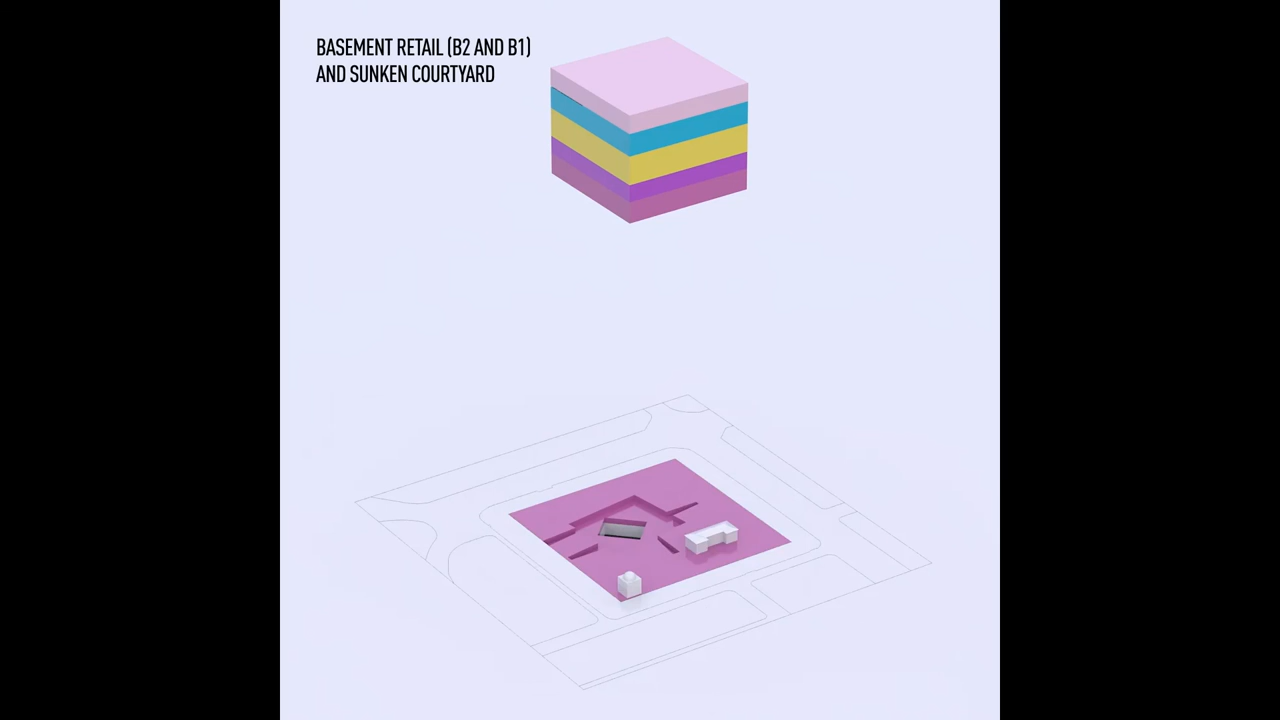 BASEMENT RETAIL (B2 AND B1)
AND SUNKEN COURTYARD